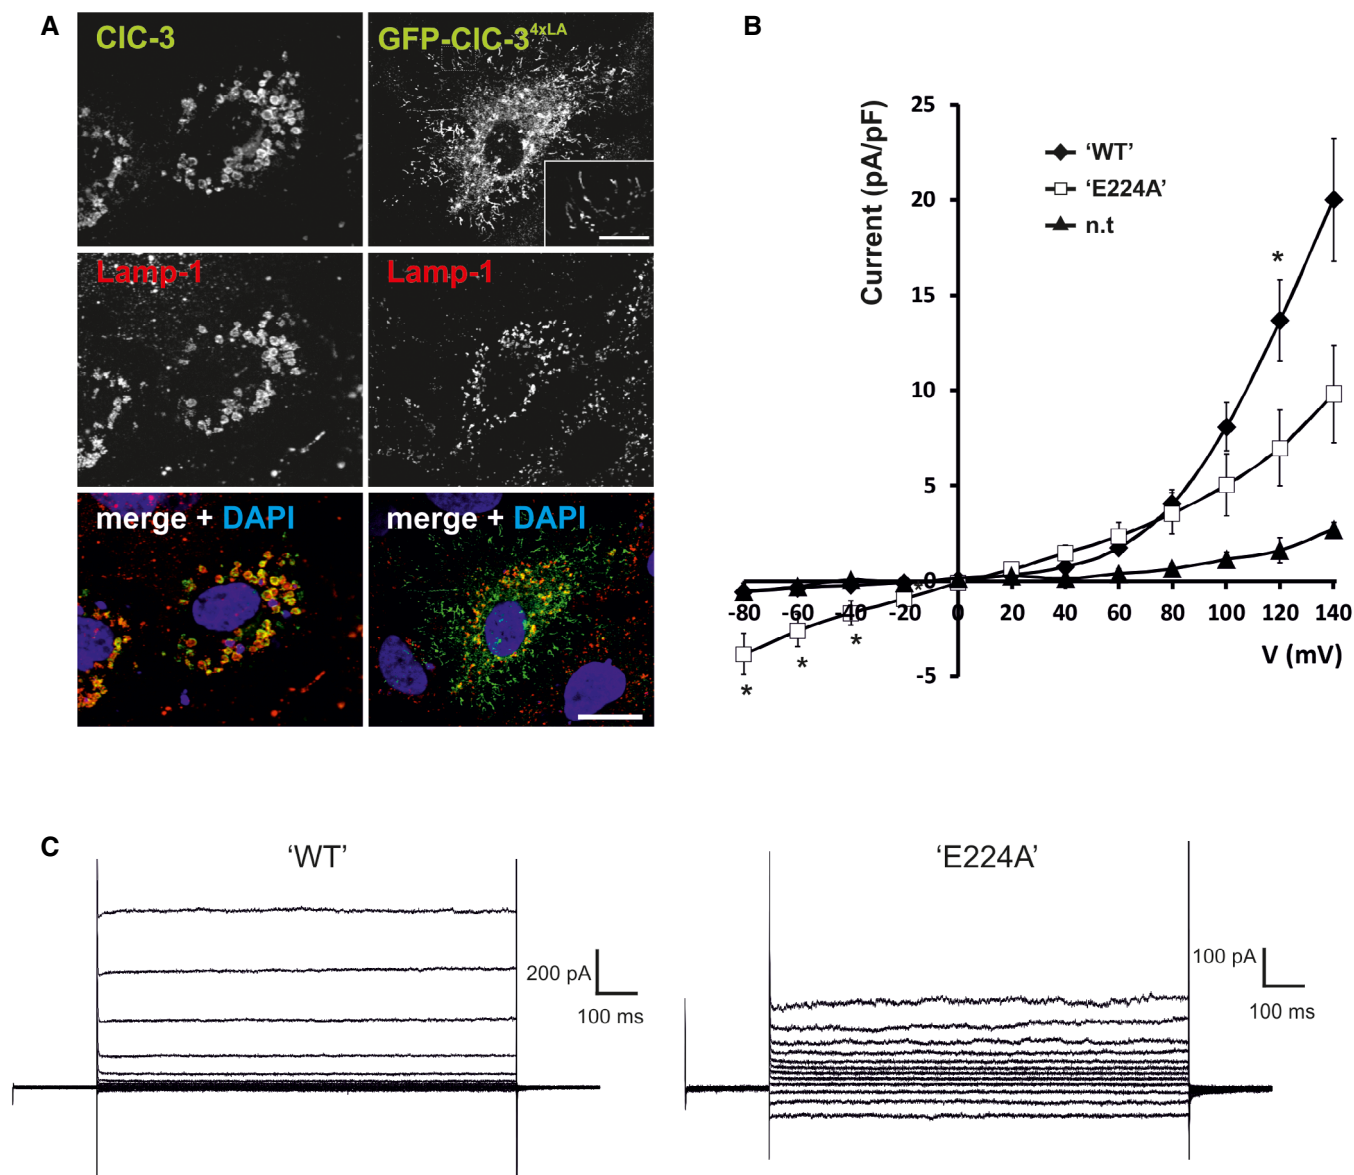 A
ClC-3
GFP-ClC-3^4xLA
Lamp-1
Lamp-1
merge + DAPI
merge + DAPI
B
Current (pA/pF)
25
20
15
10
5
0
-5
'WT'
'E224A'
n.t
*
*
*
*
*
-80 -60 -40 -20 0 20 40 60 80 100 120 140
V (mV)
C
'WT'
200 pA
100 ms
'E224A'
100 pA
100 ms